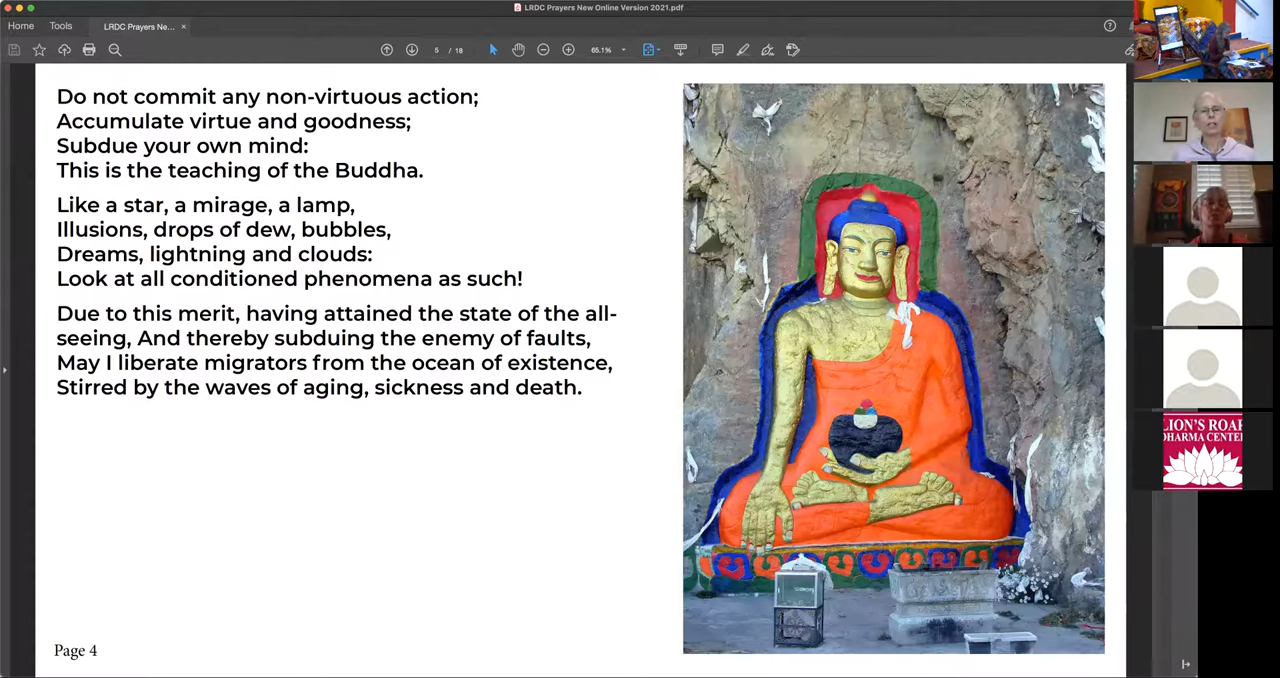 LRDC Prayers New Online Version 2021.pdf
Home
Tools
LRDC Prayers Ne...
5 / 18
65.1%
Do not commit any non-virtuous action;
Accumulate virtue and goodness;
Subdue your own mind:
This is the teaching of the Buddha.
Like a star, a mirage, a lamp,
Illusions, drops of dew, bubbles,
Dreams, lightning and clouds:
Look at all conditioned phenomena as such!
Due to this merit, having attained the state of the all-
seeing, And thereby subduing the enemy of faults,
May I liberate migrators from the ocean of existence,
Stirred by the waves of aging, sickness and death.
Page 4
LION'S ROAR
DHARMA CENTER